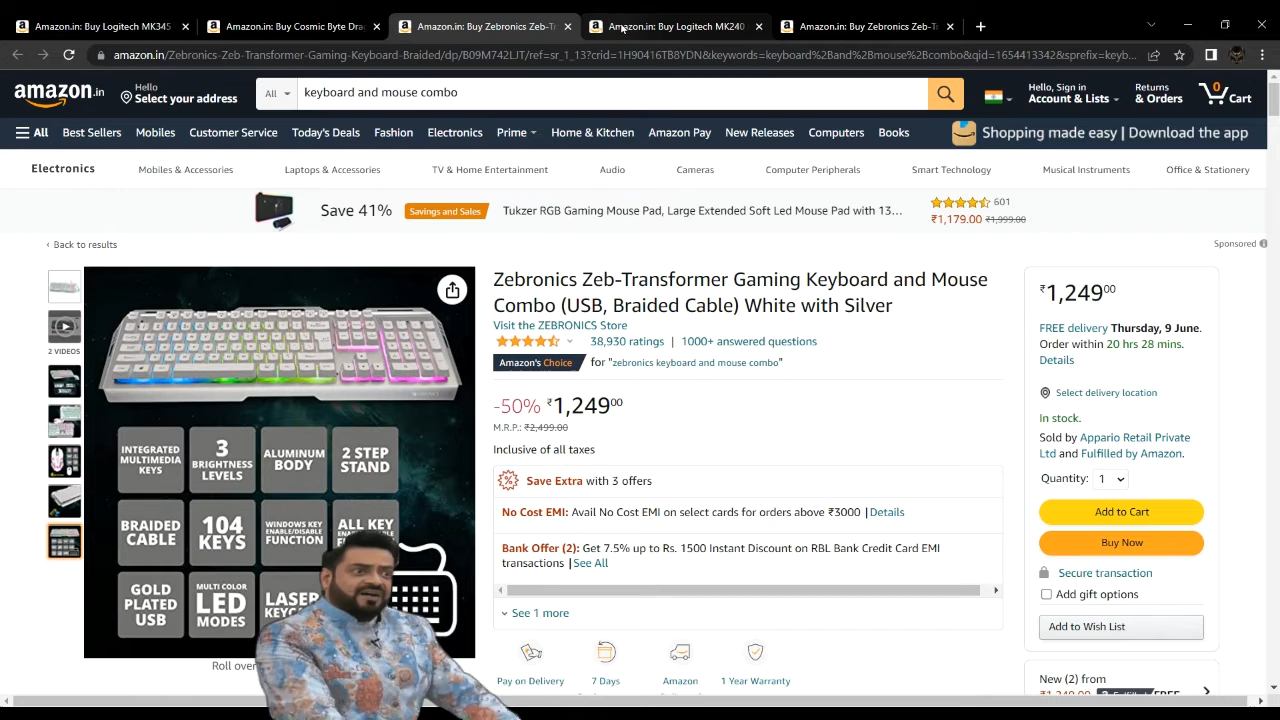 Amazon.in: Buy Logitech MK345
Amazon.in: Buy Cosmic Byte Drag
Amazon.in: Buy Zebronics Zeb-Tr
Amazon.in: Buy Logitech MK240
Amazon.in: Buy Zebronics Zeb-Tr
amazon.in/Zebronics-Zeb-Transformer-Gaming-Keyboard-Braided/dp/B09M742LJT/ref=sr_1_13?crid=1H90416TB8YDN&keywords=keyboard%2Band%2Bmouse%2Bcombo&qid=1654413342&sprefix=keyb...
amazon.in
Hello
Select your address
All
keyboard and mouse combo
Hello, Sign in
Account & Lists
Returns
& Orders
0
Cart
All Best Sellers Mobiles Customer Service Today's Deals Fashion Electronics Prime Home & Kitchen Amazon Pay New Releases Computers Books Shopping made easy | Download the app
Electronics Mobiles & Accessories Laptops & Accessories TV & Home Entertainment Audio Cameras Computer Peripherals Smart Technology Musical Instruments Office & Stationery
Save 41% Savings and Sales Tukzer RGB Gaming Mouse Pad, Large Extended Soft Led Mouse Pad with 13...
601
₹1,179.00 ₹1,999.00
‹ Back to results
Sponsored
2 VIDEOS
INTEGRATED
MULTIMEDIA
KEYS
3
BRIGHTNESS
LEVELS
ALUMINUM
BODY
2 STEP
STAND
BRAIDED
CABLE
104
KEYS
WINDOWS KEY
ENABLE/DISABLE
FUNCTION
ALL KEY
GOLD
PLATED
USB
MULTI COLOR
LED
MODES
LASER
Roll over
Zebronics Zeb-Transformer Gaming Keyboard and Mouse
Combo (USB, Braided Cable) White with Silver
Visit the ZEBRONICS Store
38,930 ratings | 1000+ answered questions
Amazon's Choice for "zebronics keyboard and mouse combo"
-50% ₹1,249.00
M.R.P.: ₹2,499.00
Inclusive of all taxes
Save Extra with 3 offers
No Cost EMI: Avail No Cost EMI on select cards for orders above ₹3000 | Details
Bank Offer (2): Get 7.5% up to Rs. 1500 Instant Discount on RBL Bank Credit Card EMI
transactions | See All
See 1 more
Pay on Delivery
7 Days
Amazon
1 Year Warranty
₹1,249.00
FREE delivery Thursday, 9 June.
Order within 20 hrs 28 mins.
Details
Select delivery location
In stock.
Sold by Appario Retail Private
Ltd and Fulfilled by Amazon.
Quantity: 1
Add to Cart
Buy Now
Secure transaction
Add gift options
Add to Wish List
New (2) from